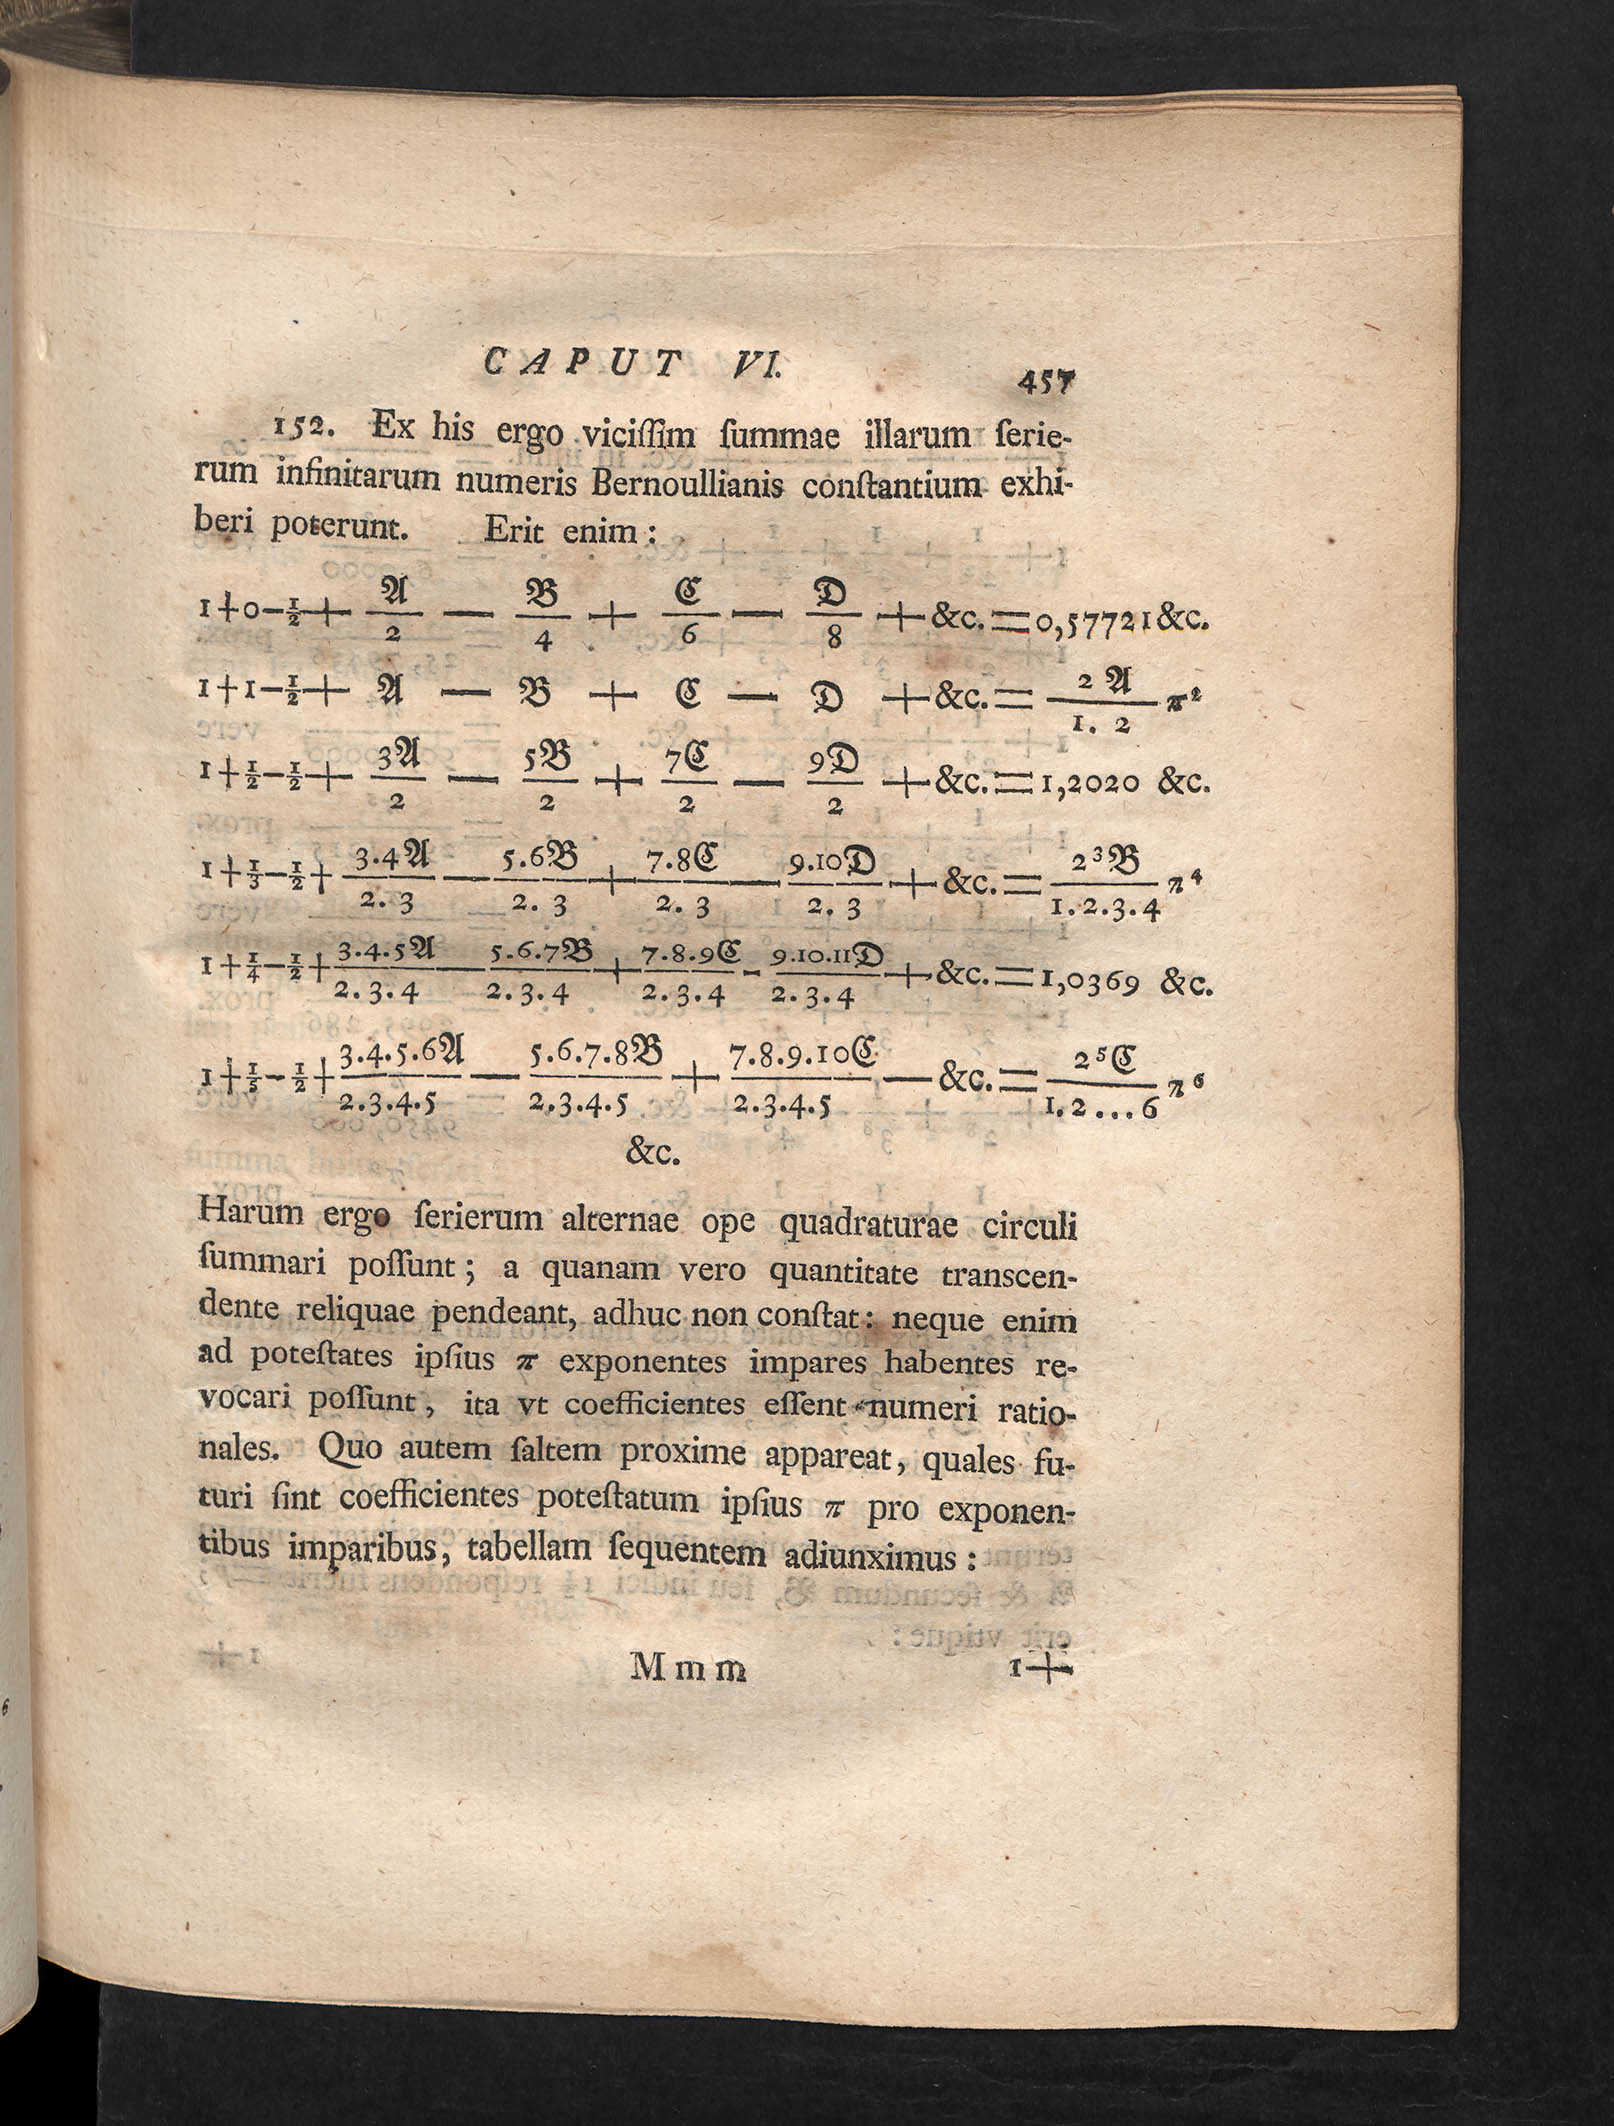 CAPUT VI. 457
152. Ex his ergo viciſſim ſummae illarum ſerie-
rum infinitarum numeris Bernoullianis conſtantium exhi-
beri poterunt. Erit enim:
1+0−½+ 𝔄/2 − 𝔅/4 + ℭ/6 − 𝔇/8 + &c. = 0,57721 &c.
1+1−½+ 𝔄 − 𝔅 + ℭ − 𝔇 + &c. = 2𝔄/1. 2 π²
1+½−½+ 3𝔄/2 − 5𝔅/2 + 7ℭ/2 − 9𝔇/2 + &c. = 1,2020 &c.
1+⅓−½+ 3.4𝔄/2. 3 − 5.6𝔅/2. 3 + 7.8ℭ/2. 3 − 9.10𝔇/2. 3 + &c. = 2³𝔅/1.2.3.4 π⁴
1+¼−½+ 3.4.5𝔄/2.3.4 − 5.6.7𝔅/2.3.4 + 7.8.9ℭ/2.3.4 - 9.10.11𝔇/2.3.4 + &c. = 1,0369 &c.
1+⅕−½+ 3.4.5.6𝔄/2.3.4.5 − 5.6.7.8𝔅/2.3.4.5 + 7.8.9.10ℭ/2.3.4.5 − &c. = 2⁵ℭ/1.2...6 π⁶
&c.
Harum ergo ſerierum alternae ope quadraturae circuli
ſummari poſſunt; a quanam vero quantitate transcen-
dente reliquae pendeant, adhuc non conſtat: neque enim
ad poteſtates ipſius π exponentes impares habentes re-
vocari poſſunt, ita vt coefficientes eſſent numeri ratio-
nales. Quo autem ſaltem proxime appareat, quales fu-
turi ſint coefficientes poteſtatum ipſius π pro exponen-
tibus imparibus, tabellam ſequentem adiunximus:
Mmm 1+